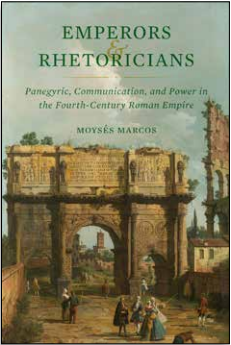 EMPERORS
&
RHETORICIANS
Panegyric, Communication, and Power in
the Fourth-Century Roman Empire
MOYSÉS MARCOS